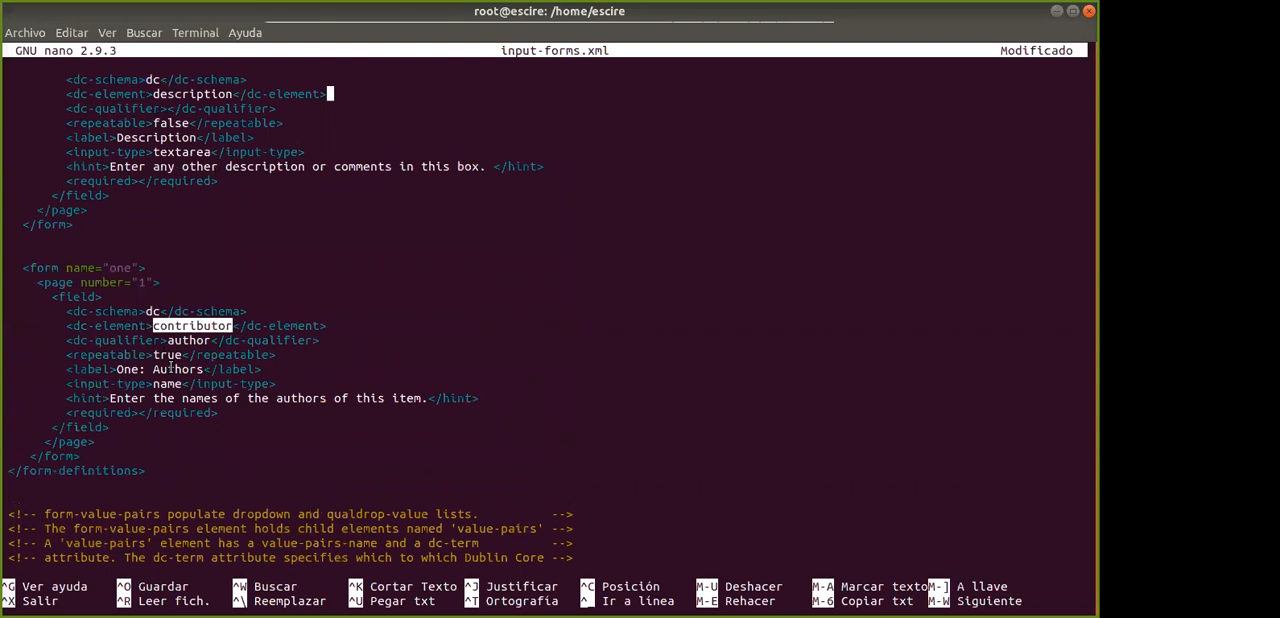 root@escire: /home/escire
Archivo Editar Ver Buscar Terminal Ayuda
GNU nano 2.9.3 input-forms.xml Modificado
<dc-schema>dc</dc-schema>
<dc-element>description</dc-element>
<dc-qualifier></dc-qualifier>
<repeatable>false</repeatable>
<label>Description</label>
<input-type>textarea</input-type>
<hint>Enter any other description or comments in this box. </hint>
<required></required>
</field>
</page>
</form>
<form name="one">
<page number="1">
<field>
<dc-schema>dc</dc-schema>
<dc-element>contributor</dc-element>
<dc-qualifier>author</dc-qualifier>
<repeatable>true</repeatable>
<label>One: Authors</label>
<input-type>name</input-type>
<hint>Enter the names of the authors of this item.</hint>
<required></required>
</field>
</page>
</form>
</form-definitions>
<!-- form-value-pairs populate dropdown and qualdrop-value lists. -->
<!-- The form-value-pairs element holds child elements named 'value-pairs' -->
<!-- A 'value-pairs' element has a value-pairs-name and a dc-term -->
<!-- attribute. The dc-term attribute specifies which to which Dublin Core -->
^G Ver ayuda ^O Guardar ^W Buscar ^K Cortar Texto ^J Justificar ^C Posición M-U Deshacer M-A Marcar texto M-] A llave
^X Salir ^R Leer fich. ^\ Reemplazar ^U Pegar txt ^T Ortografía ^_ Ir a línea M-E Rehacer M-6 Copiar txt M-W Siguiente